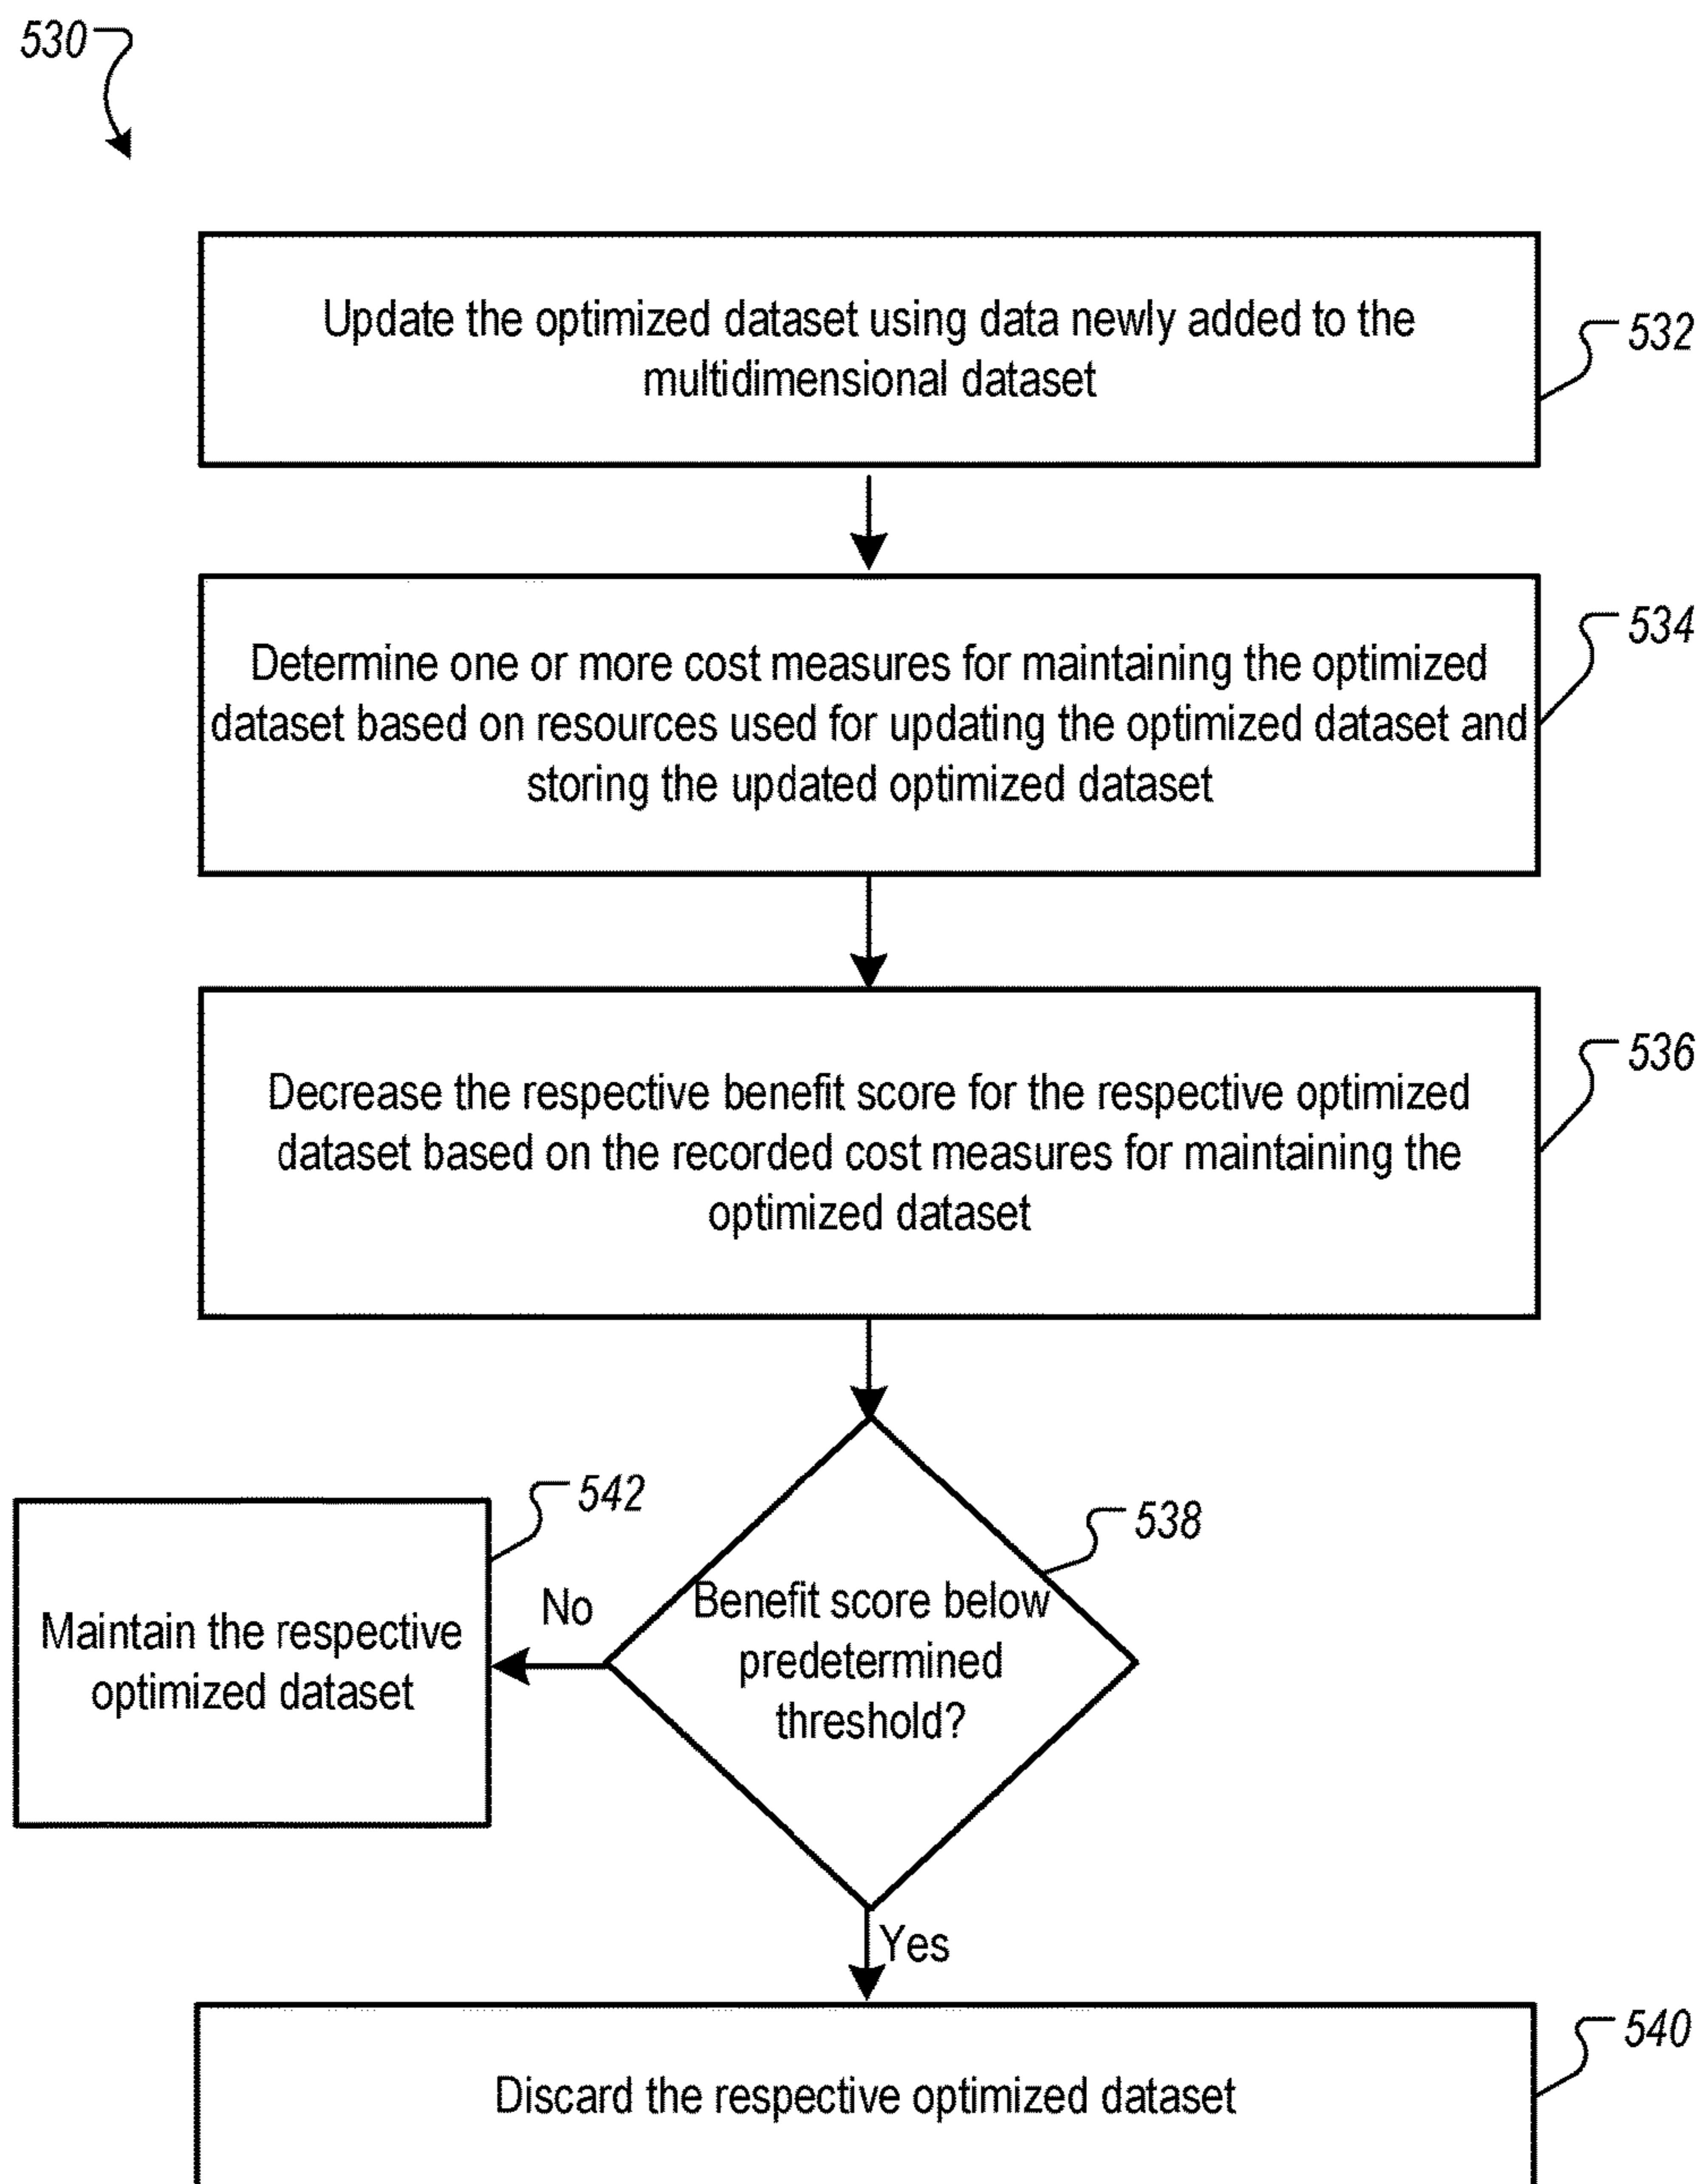 530
Update the optimized dataset using data newly added to the
multidimensional dataset
532
Determine one or more cost measures for maintaining the optimized
dataset based on resources used for updating the optimized dataset and
storing the updated optimized dataset
534
Decrease the respective benefit score for the respective optimized
dataset based on the recorded cost measures for maintaining the
optimized dataset
536
Benefit score below
predetermined
threshold?
538
No
Maintain the respective
optimized dataset
542
Yes
Discard the respective optimized dataset
540